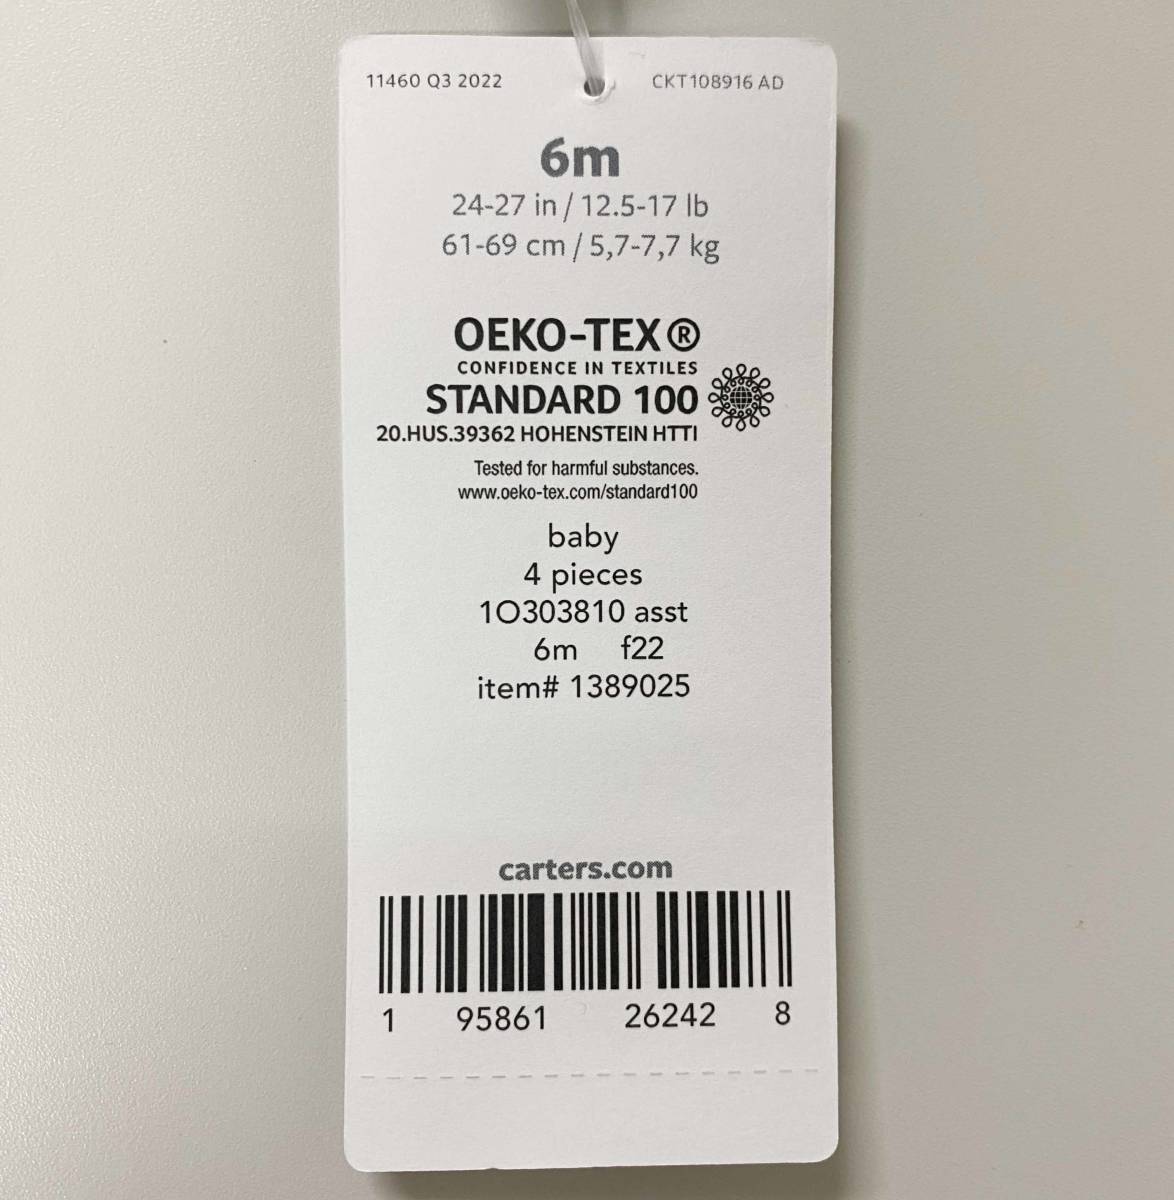 11460 Q3 2022 CKT108916 AD
6m
24-27 in / 12.5-17 lb
61-69 cm / 5,7-7,7 kg
OEKO-TEX®
CONFIDENCE IN TEXTILES
STANDARD 100
20.HUS.39362 HOHENSTEIN HTTI
Tested for harmful substances.
www.oeko-tex.com/standard100
baby
4 pieces
1O303810 asst
6m f22
item# 1389025
carters.com
1 95861 26242 8